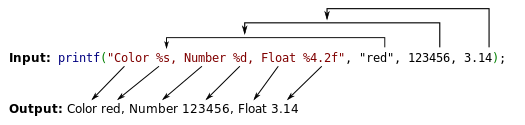 Input: printf("Color %s, Number %d, Float %4.2f", "red", 123456, 3.14);
Output: Color red, Number 123456, Float 3.14